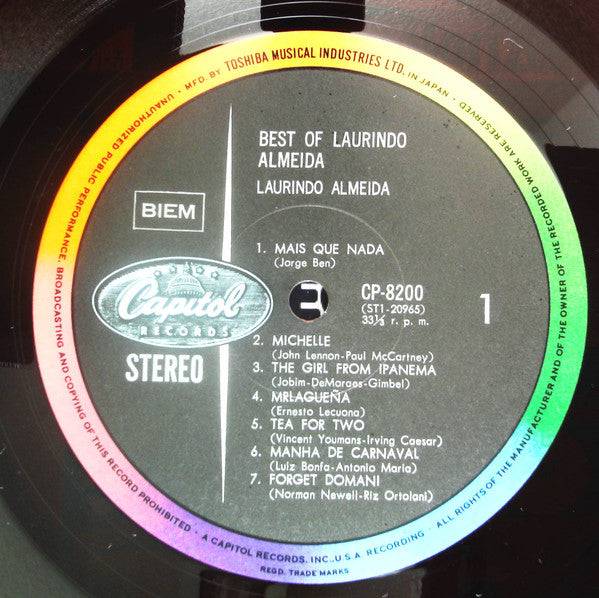 MFD. BY TOSHIBA MUSICAL INDUSTRIES LTD. IN JAPAN • ALL RIGHTS OF THE MANUFACTURER AND OF THE OWNER OF THE RECORDED WORK ARE RESERVED
UNAUTHORIZED PUBLIC PERFORMANCE, BROADCASTING AND COPYING OF THIS RECORD PROHIBITED • A CAPITOL RECORDS, INC., U.S.A. RECORDING •
REGD. TRADE MARKS
BEST OF LAURINDO
ALMEIDA
LAURINDO ALMEIDA
BIEM
1. MAIS QUE NADA
(Jorge Ben)
Capitol
RECORDS
STEREO
CP-8200
(ST1-20965)
33⅓ r. p. m.
1
2. MICHELLE
(John Lennon-Paul McCartney)
3. THE GIRL FROM IPANEMA
(Jobim-DeMoraes-Gimbel)
4. MRLAGUEÑA
(Ernesto Lecuona)
5. TEA FOR TWO
(Vincent Youmans-Irving Caesar)
6. MANHA DE CARNAVAL
(Luiz Bonfa-Antonio Maria)
7. FORGET DOMANI
(Norman Newell-Riz Ortolani)